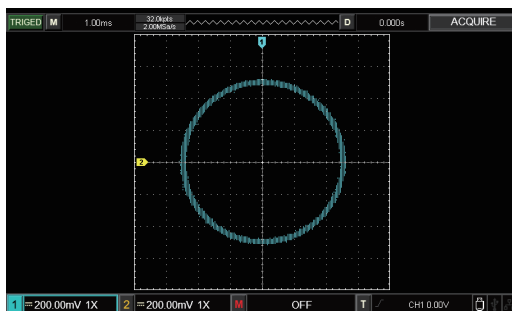 TRIGED M 1.00ms 32.0kpts D 0.000s ACQUIRE
2.00MSa/s
1
2
1 200.00mV 1X 2 200.00mV 1X M OFF T CH1 0.00V